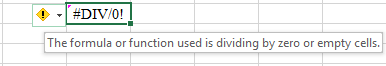 #DIV/0!
The formula or function used is dividing by zero or empty cells.